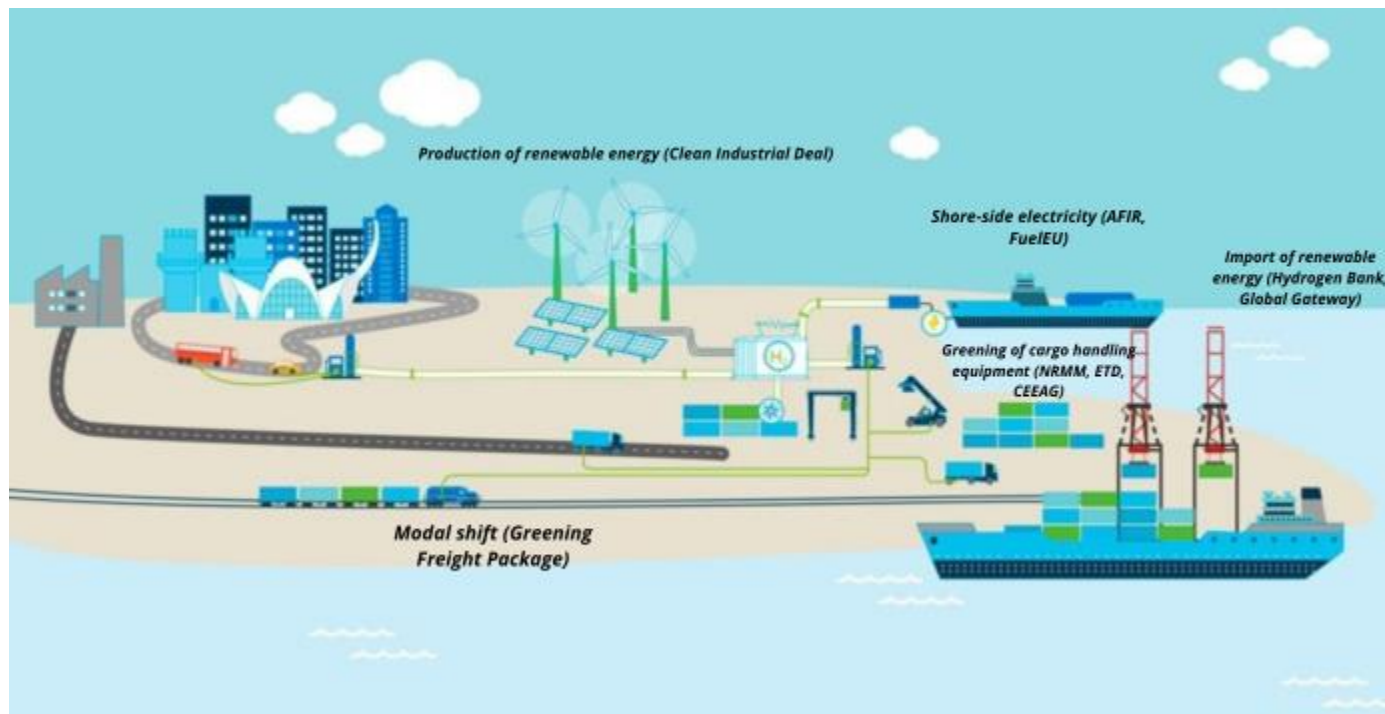 Production of renewable energy (Clean Industrial Deal)
Shore-side electricity (AFIR,
FuelEU)
Import of renewable
energy (Hydrogen Bank,
Global Gateway)
Greening of cargo handling
equipment (NRMM, ETD,
CEEAG)
H₂
Modal shift (Greening
Freight Package)